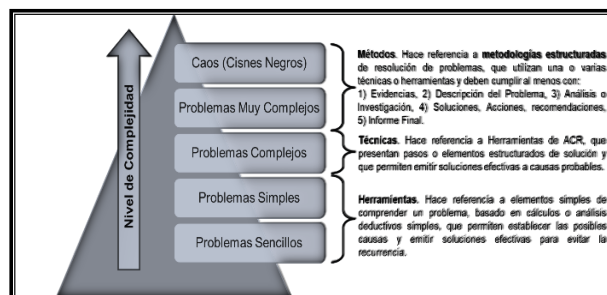 Nivel de Complejidad
Caos (Cisnes Negros)
Problemas Muy Complejos
Problemas Complejos
Problemas Simples
Problemas Sencillos
Métodos. Hace referencia a metodologías estructuradas
de resolución de problemas, que utilizan una o varias
técnicas o herramientas y deben cumplir al menos con:
1) Evidencias, 2) Descripción del Problema, 3) Análisis o
Investigación, 4) Soluciones, Acciones, recomendaciones,
5) Informe Final.
Técnicas. Hace referencia a Herramientas de ACR, que
presentan pasos o elementos estructurados de solución y
que permiten emitir soluciones efectivas a causas probables.
Herramientas. Hace referencia a elementos simples de
comprender un problema, basado en cálculos o análisis
deductivos simples, que permiten establecer las posibles
causas y emitir soluciones efectivas para evitar la
recurrencia.